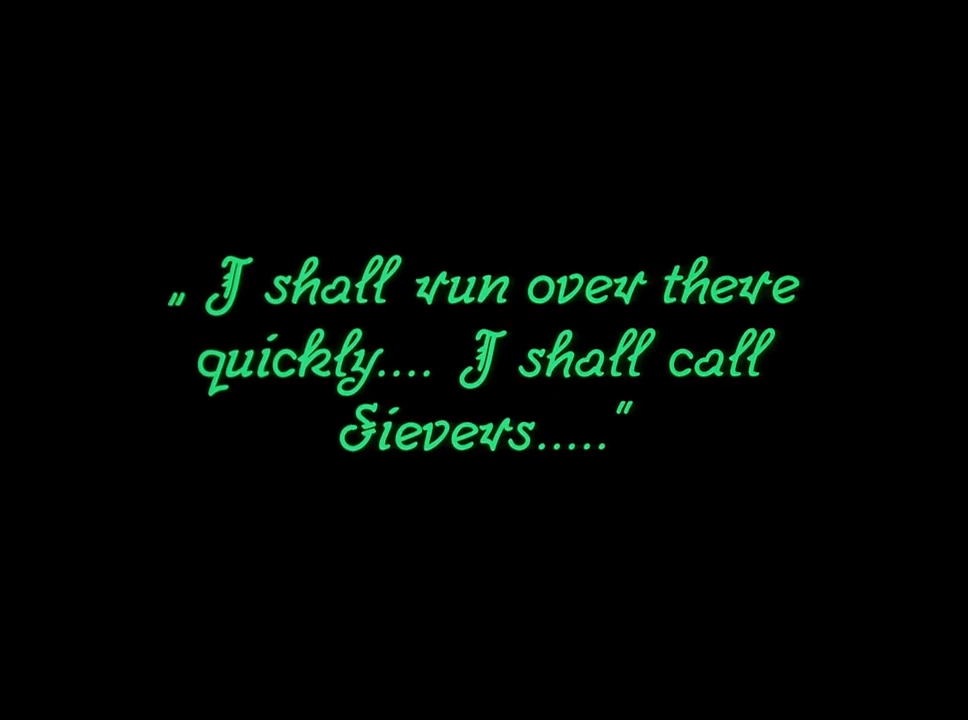 „ I shall run over there
quickly.... I shall call
Sievers....."